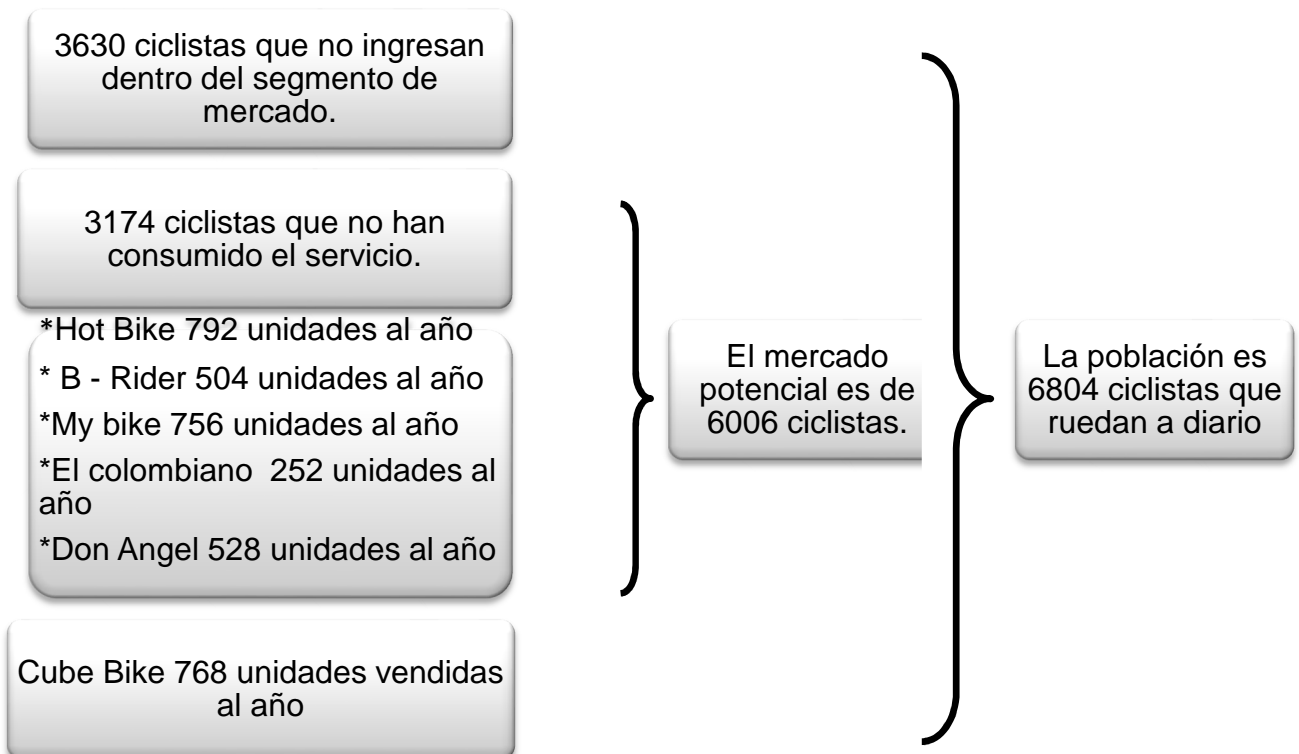 3630 ciclistas que no ingresan
dentro del segmento de
mercado.
3174 ciclistas que no han
consumido el servicio.
*Hot Bike 792 unidades al año
* B - Rider 504 unidades al año
*My bike 756 unidades al año
*El colombiano  252 unidades al
año
*Don Angel 528 unidades al año
Cube Bike 768 unidades vendidas
al año
El mercado
potencial es de
6006 ciclistas.
La población es
6804 ciclistas que
ruedan a diario